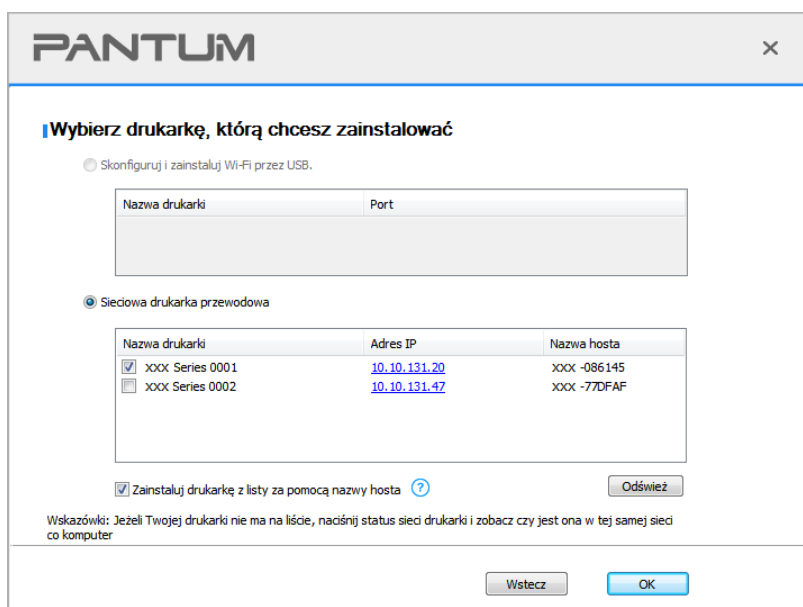 PANTUM
Wybierz drukarkę, którą chcesz zainstalować
Skonfiguruj i zainstaluj Wi-Fi przez USB.
Nazwa drukarki Port
Sieciowa drukarka przewodowa
Nazwa drukarki Adres IP Nazwa hosta
XXX Series 0001 10.10.131.20 XXX -086145
XXX Series 0002 10.10.131.47 XXX -77DFAF
Zainstaluj drukarkę z listy za pomocą nazwy hosta ? Odśwież
Wskazówki: Jeżeli Twojej drukarki nie ma na liście, naciśnij status sieci drukarki i zobacz czy jest ona w tej samej sieci
co komputer
Wstecz OK